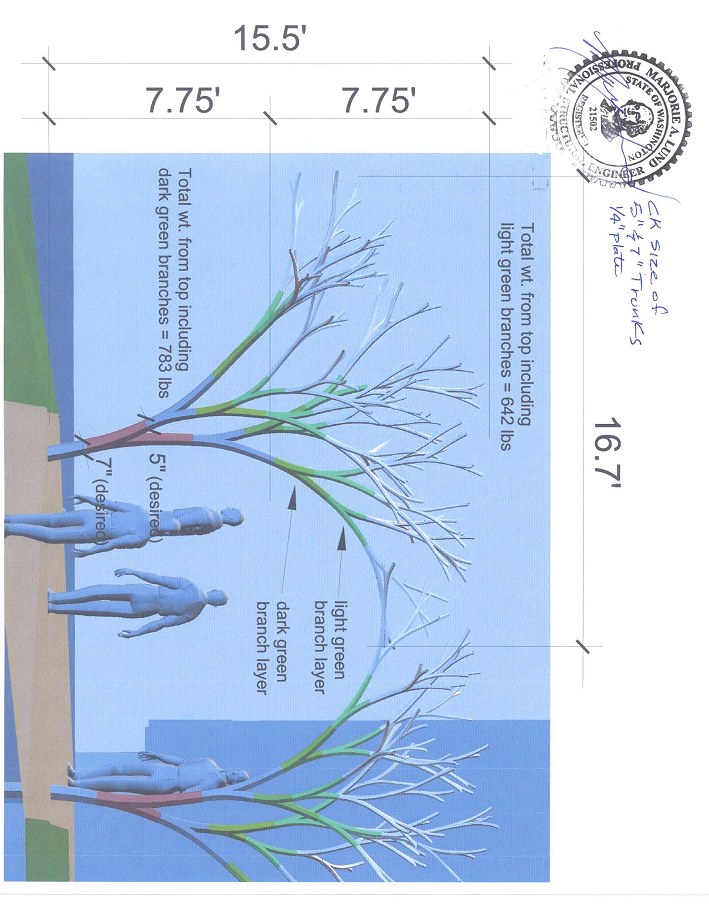 15.5'
7.75'
7.75'
16.7'
Total wt. from top including
light green branches = 642 lbs
Total wt. from top including
dark green branches = 783 lbs
5" (desired)
7" (desired)
light green
branch layer
dark green
branch layer
CK size of
5" & 7" Trunks
1/4" plate
MARJORIE A. LUND
STATE OF WASHINGTON
21502
REGISTERED
PROFESSIONAL
ENGINEER